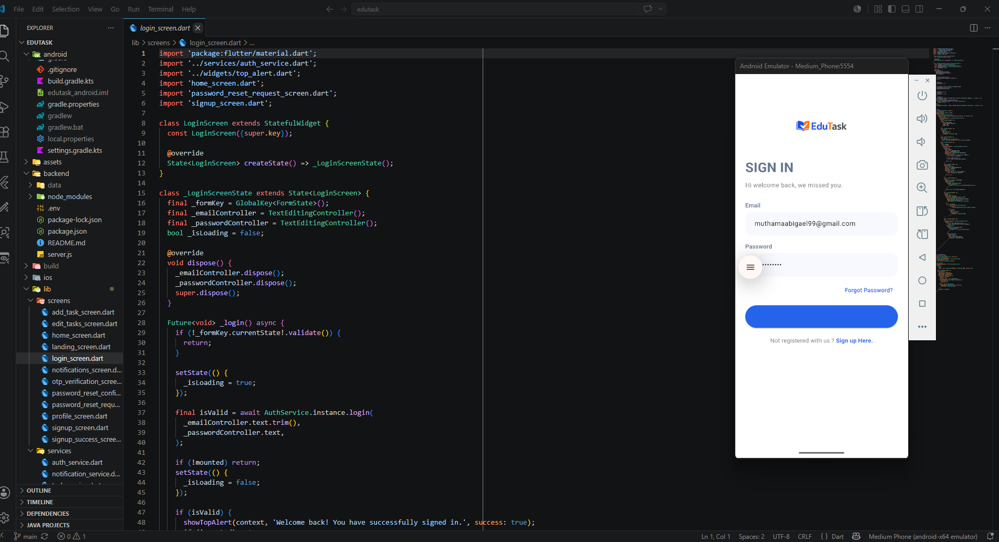 File Edit Selection View Go Run Terminal Help
edutask
EXPLORER
EDUTASK
android
.gitignore
build.gradle.kts
edutask_android.iml
gradle.properties
gradlew
gradlew.bat
local.properties
settings.gradle.kts
assets
backend
data
node_modules
.env
package-lock.json
package.json
README.md
server.js
build
ios
lib
screens
add_task_screen.dart
edit_tasks_screen.dart
home_screen.dart
landing_screen.dart
login_screen.dart
notifications_screen.d...
otp_verification_scree...
password_reset_confi...
password_reset_requ...
profile_screen.dart
signup_screen.dart
signup_success_scree...
services
auth_service.dart
notification_service.d...
OUTLINE
TIMELINE
DEPENDENCIES
JAVA PROJECTS
login_screen.dart
lib > screens > login_screen.dart > ...
1 import 'package:flutter/material.dart';
2 import '../services/auth_service.dart';
3 import '../widgets/top_alert.dart';
4 import 'home_screen.dart';
5 import 'password_reset_request_screen.dart';
6 import 'signup_screen.dart';
7
8 class LoginScreen extends StatefulWidget {
9 const LoginScreen({super.key});
10
11 @override
12 State<LoginScreen> createState() => _LoginScreenState();
13 }
14
15 class _LoginScreenState extends State<LoginScreen> {
16 final _formKey = GlobalKey<FormState>();
17 final _emailController = TextEditingController();
18 final _passwordController = TextEditingController();
19 bool _isLoading = false;
20
21 @override
22 void dispose() {
23 _emailController.dispose();
24 _passwordController.dispose();
25 super.dispose();
26 }
27
28 Future<void> _login() async {
29 if (!_formKey.currentState!.validate()) {
30 return;
31 }
32
33 setState(() {
34 _isLoading = true;
35 });
36
37 final isValid = await AuthService.instance.login(
38 _emailController.text.trim(),
39 _passwordController.text,
40 );
41
42 if (!mounted) return;
43 setState(() {
44 _isLoading = false;
45 });
46
47 if (isValid) {
48 showTopAlert(context, 'Welcome back! You have successfully signed in.', success: true);
Android Emulator - Medium_Phone:5554
EduTask
SIGN IN
Hi welcome back, we missed you.
Email
muthamaabigael99@gmail.com
Password
........
Forgot Password?
Not registered with us ? Sign up Here.
main 0 1
Ln 1, Col 1 Spaces: 2 UTF-8 CRLF { } Dart Medium Phone (android-x64 emulator)